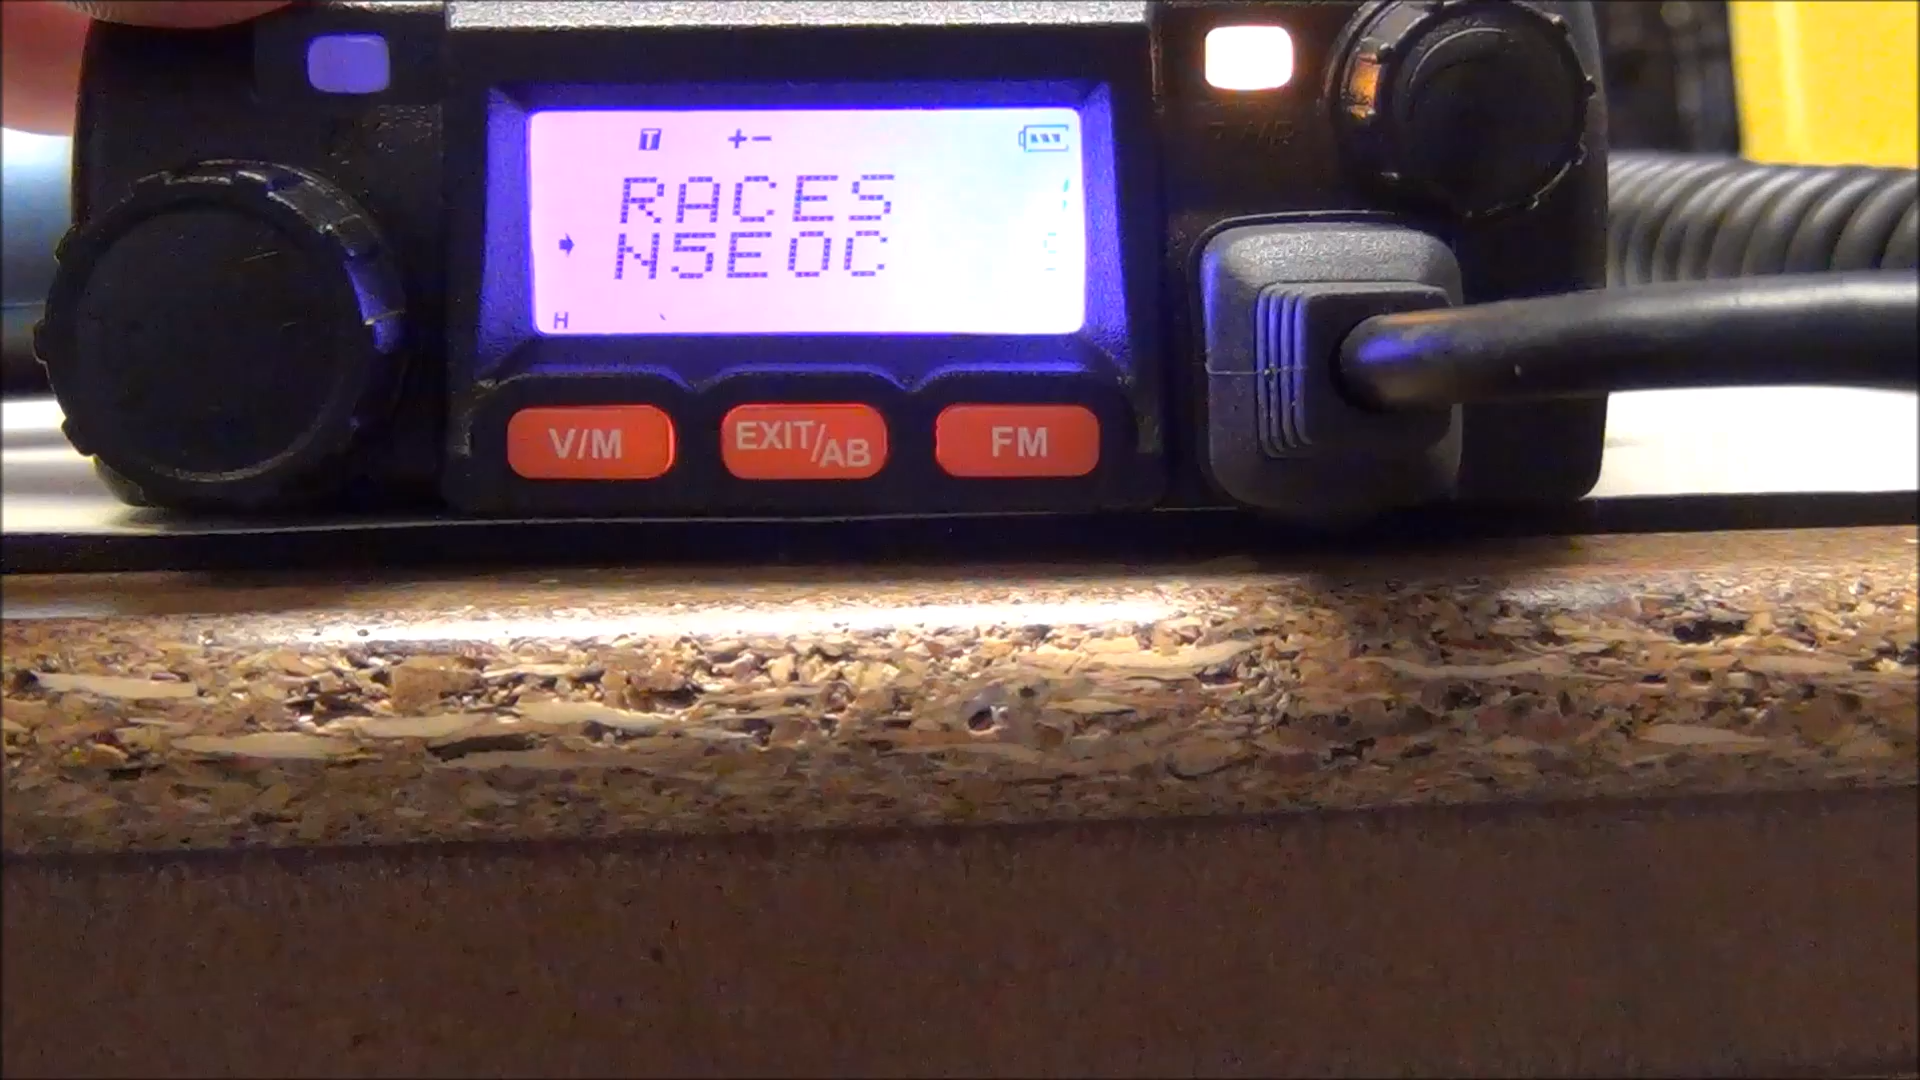 T +-
RACES
N5EOC
H
V/M EXIT/AB FM